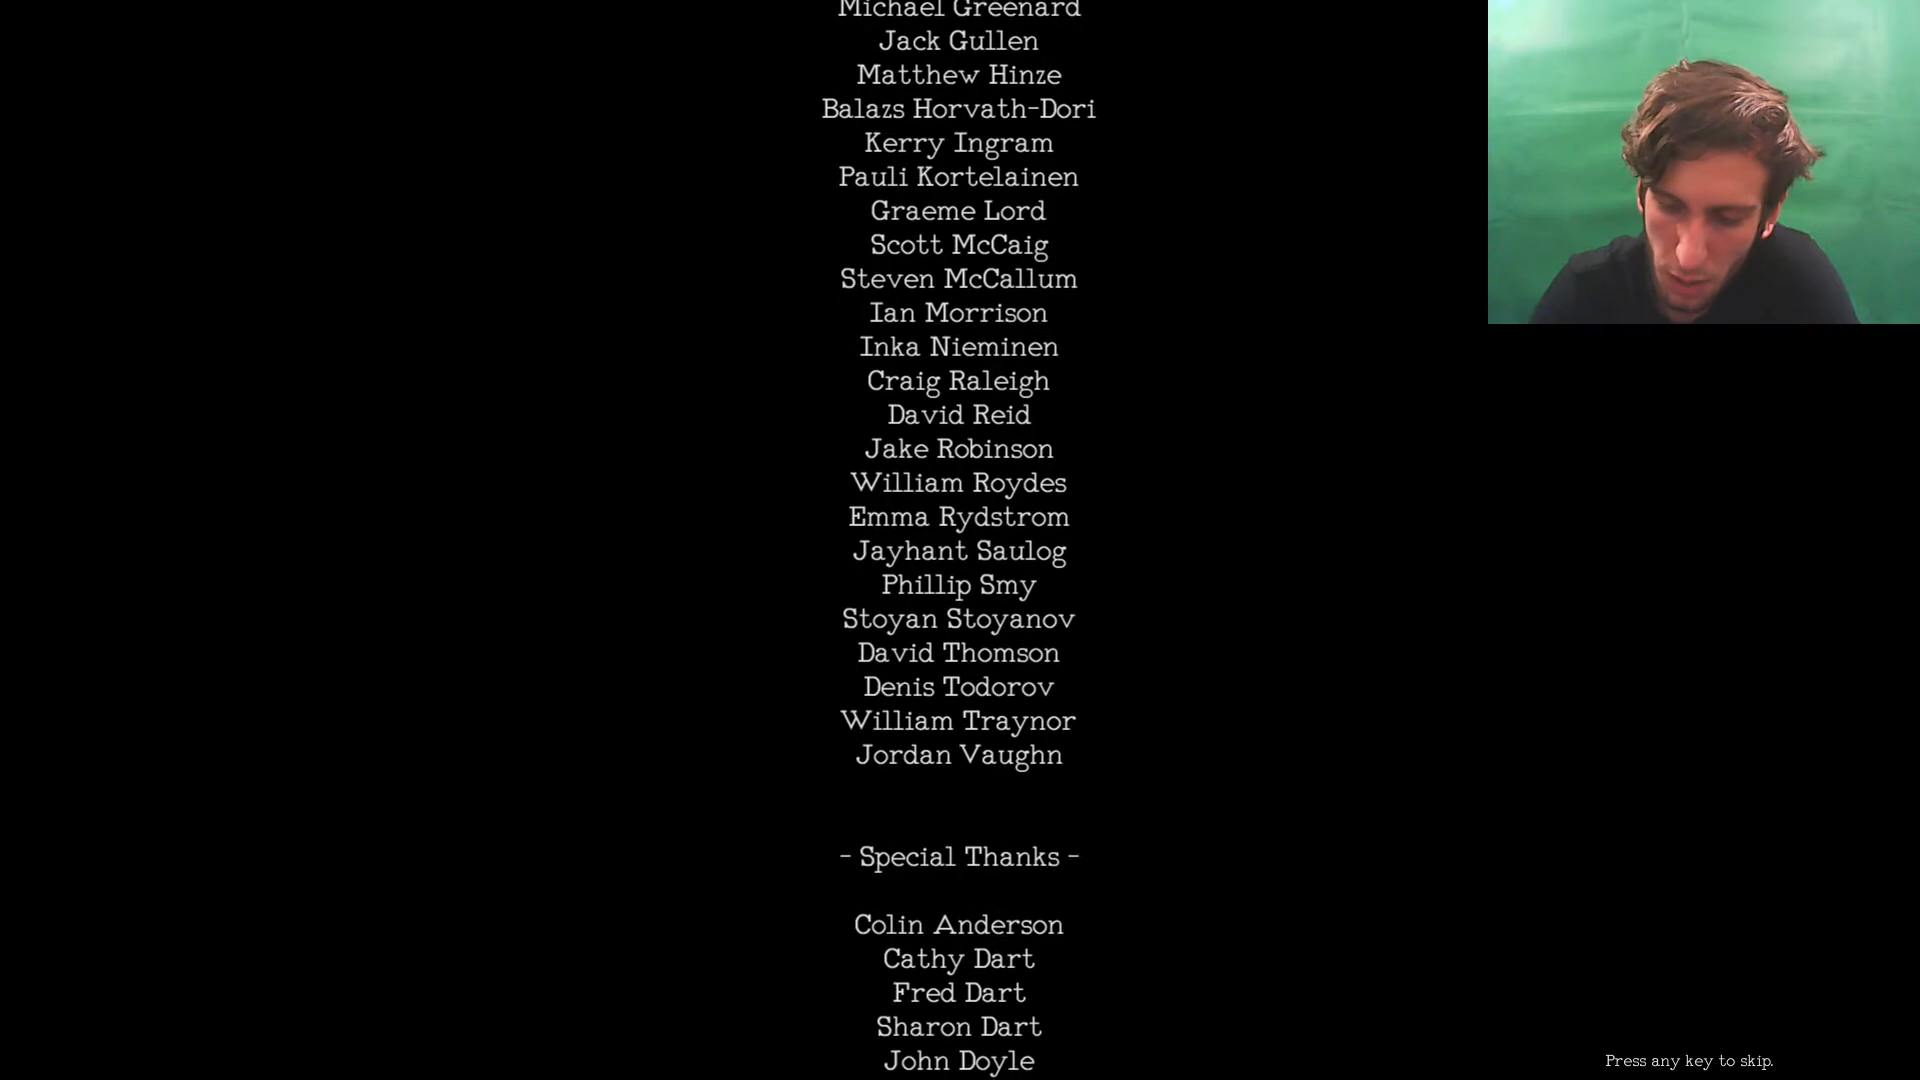 Michael Greenard
Jack Gullen
Matthew Hinze
Balazs Horvath-Dori
Kerry Ingram
Pauli Kortelainen
Graeme Lord
Scott McCaig
Steven McCallum
Ian Morrison
Inka Nieminen
Craig Raleigh
David Reid
Jake Robinson
William Roydes
Emma Rydstrom
Jayhant Saulog
Phillip Smy
Stoyan Stoyanov
David Thomson
Denis Todorov
William Traynor
Jordan Vaughn
- Special Thanks -
Colin Anderson
Cathy Dart
Fred Dart
Sharon Dart
John Doyle
Press any key to skip.